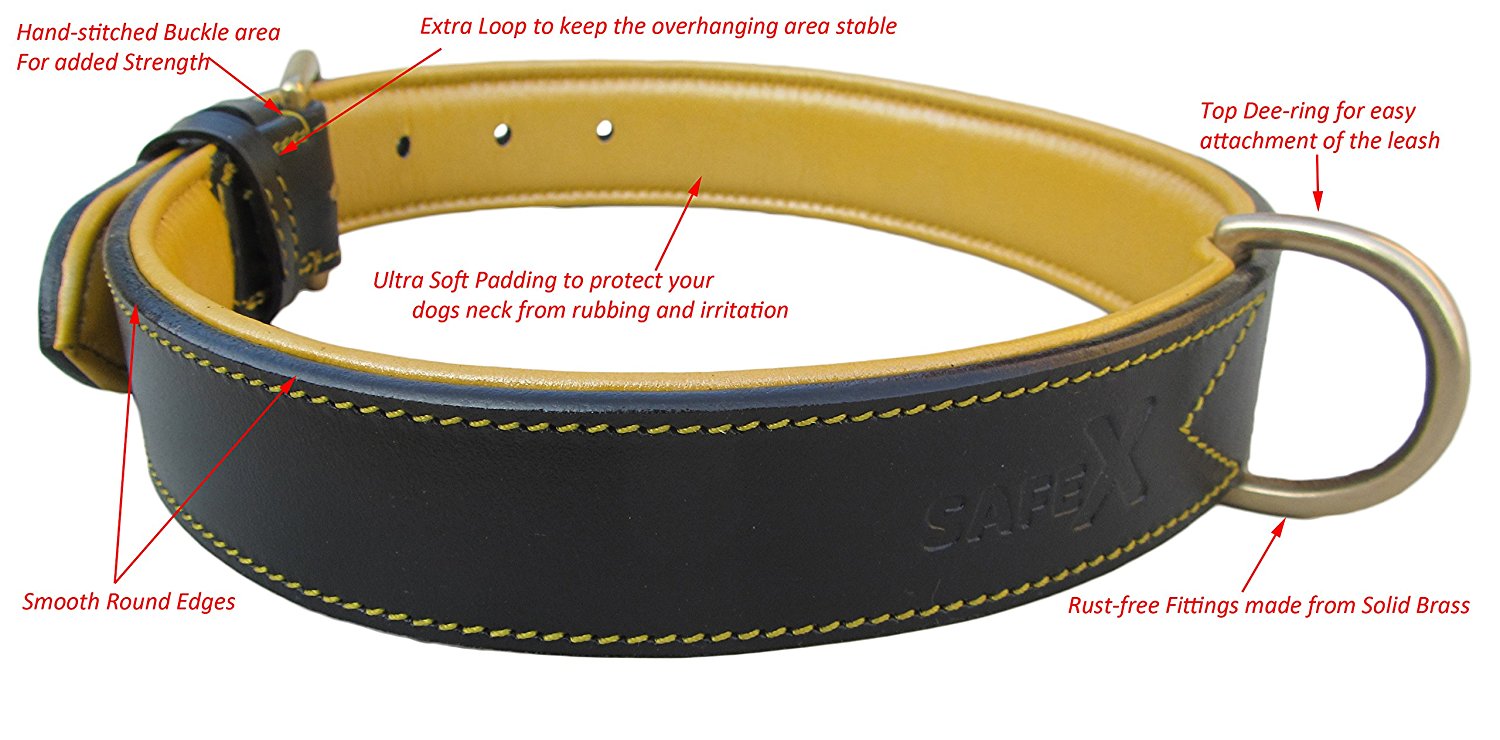 Hand-stitched Buckle area
For added Strength
Extra Loop to keep the overhanging area stable
Top Dee-ring for easy
attachment of the leash
Ultra Soft Padding to protect your
dogs neck from rubbing and irritation
SAFEX
Smooth Round Edges
Rust-free Fittings made from Solid Brass